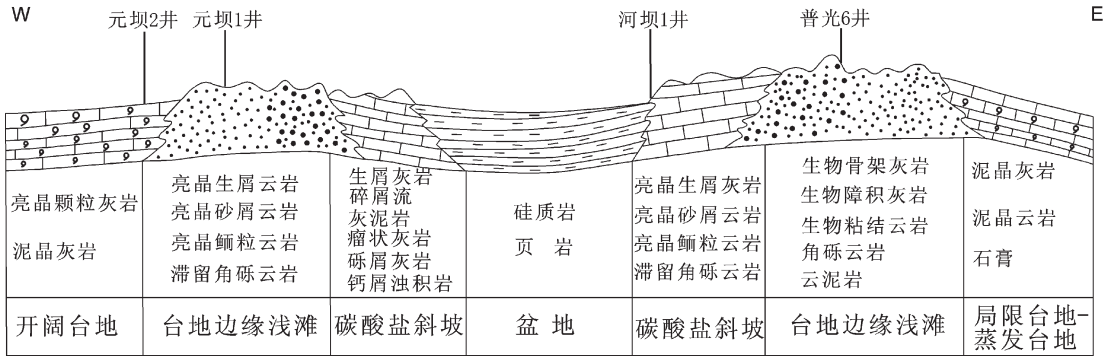 W
E
元坝2井
元坝1井
河坝1井
普光6井
亮晶颗粒灰岩
泥晶灰岩
亮晶生屑云岩
亮晶砂屑云岩
亮晶鲕粒云岩
滞留角砾云岩
生屑灰岩
碎屑流
灰泥岩
瘤状灰岩
砾屑灰岩
钙屑浊积岩
硅质岩
页 岩
亮晶生屑灰岩
亮晶砂屑云岩
亮晶鲕粒云岩
滞留角砾云岩
生物骨架灰岩
生物障积灰岩
生物粘结云岩
角砾云岩
云泥岩
泥晶灰岩
泥晶云岩
石膏
开阔台地
台地边缘浅滩
碳酸盐斜坡
盆 地
碳酸盐斜坡
台地边缘浅滩
局限台地-
蒸发台地